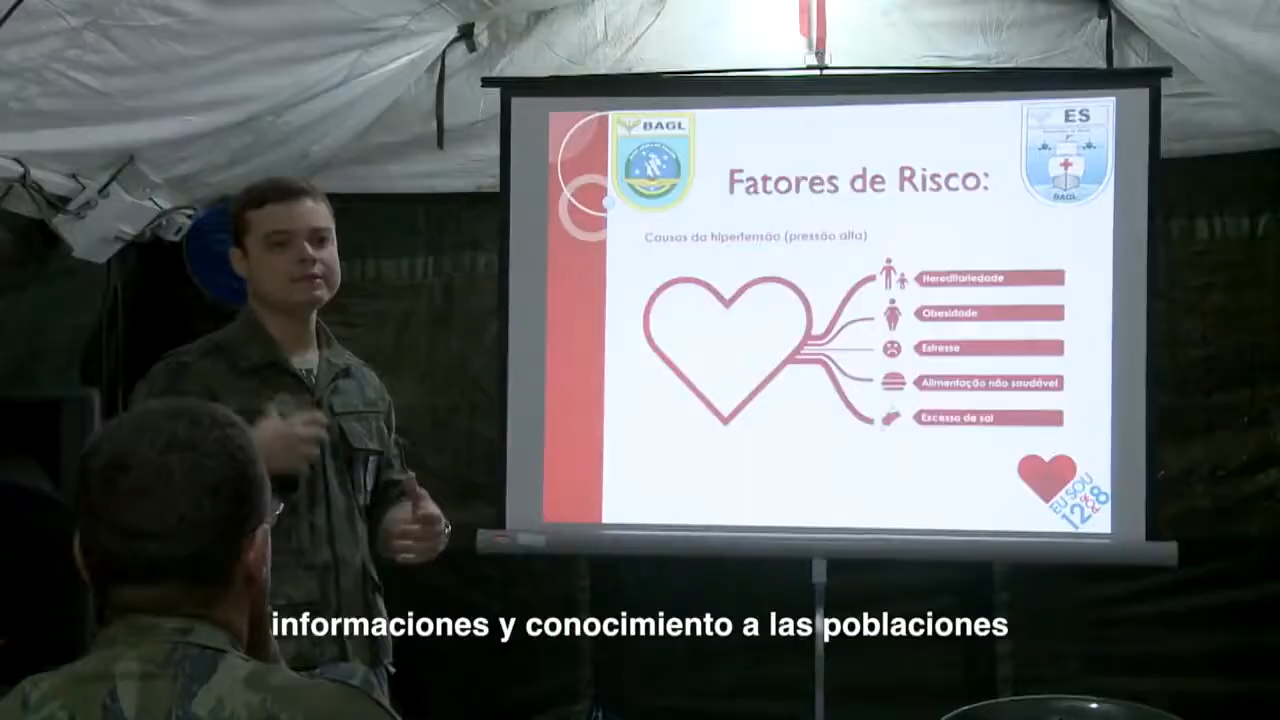 BAGL
ES
BAGL
Fatores de Risco:
Causas da hipertensão (pressão alta)
Hereditariedade
Obesidade
Estresse
Alimentação não saudável
Excesso de sal
EU SOU
12 por 8
informaciones y conocimiento a las poblaciones